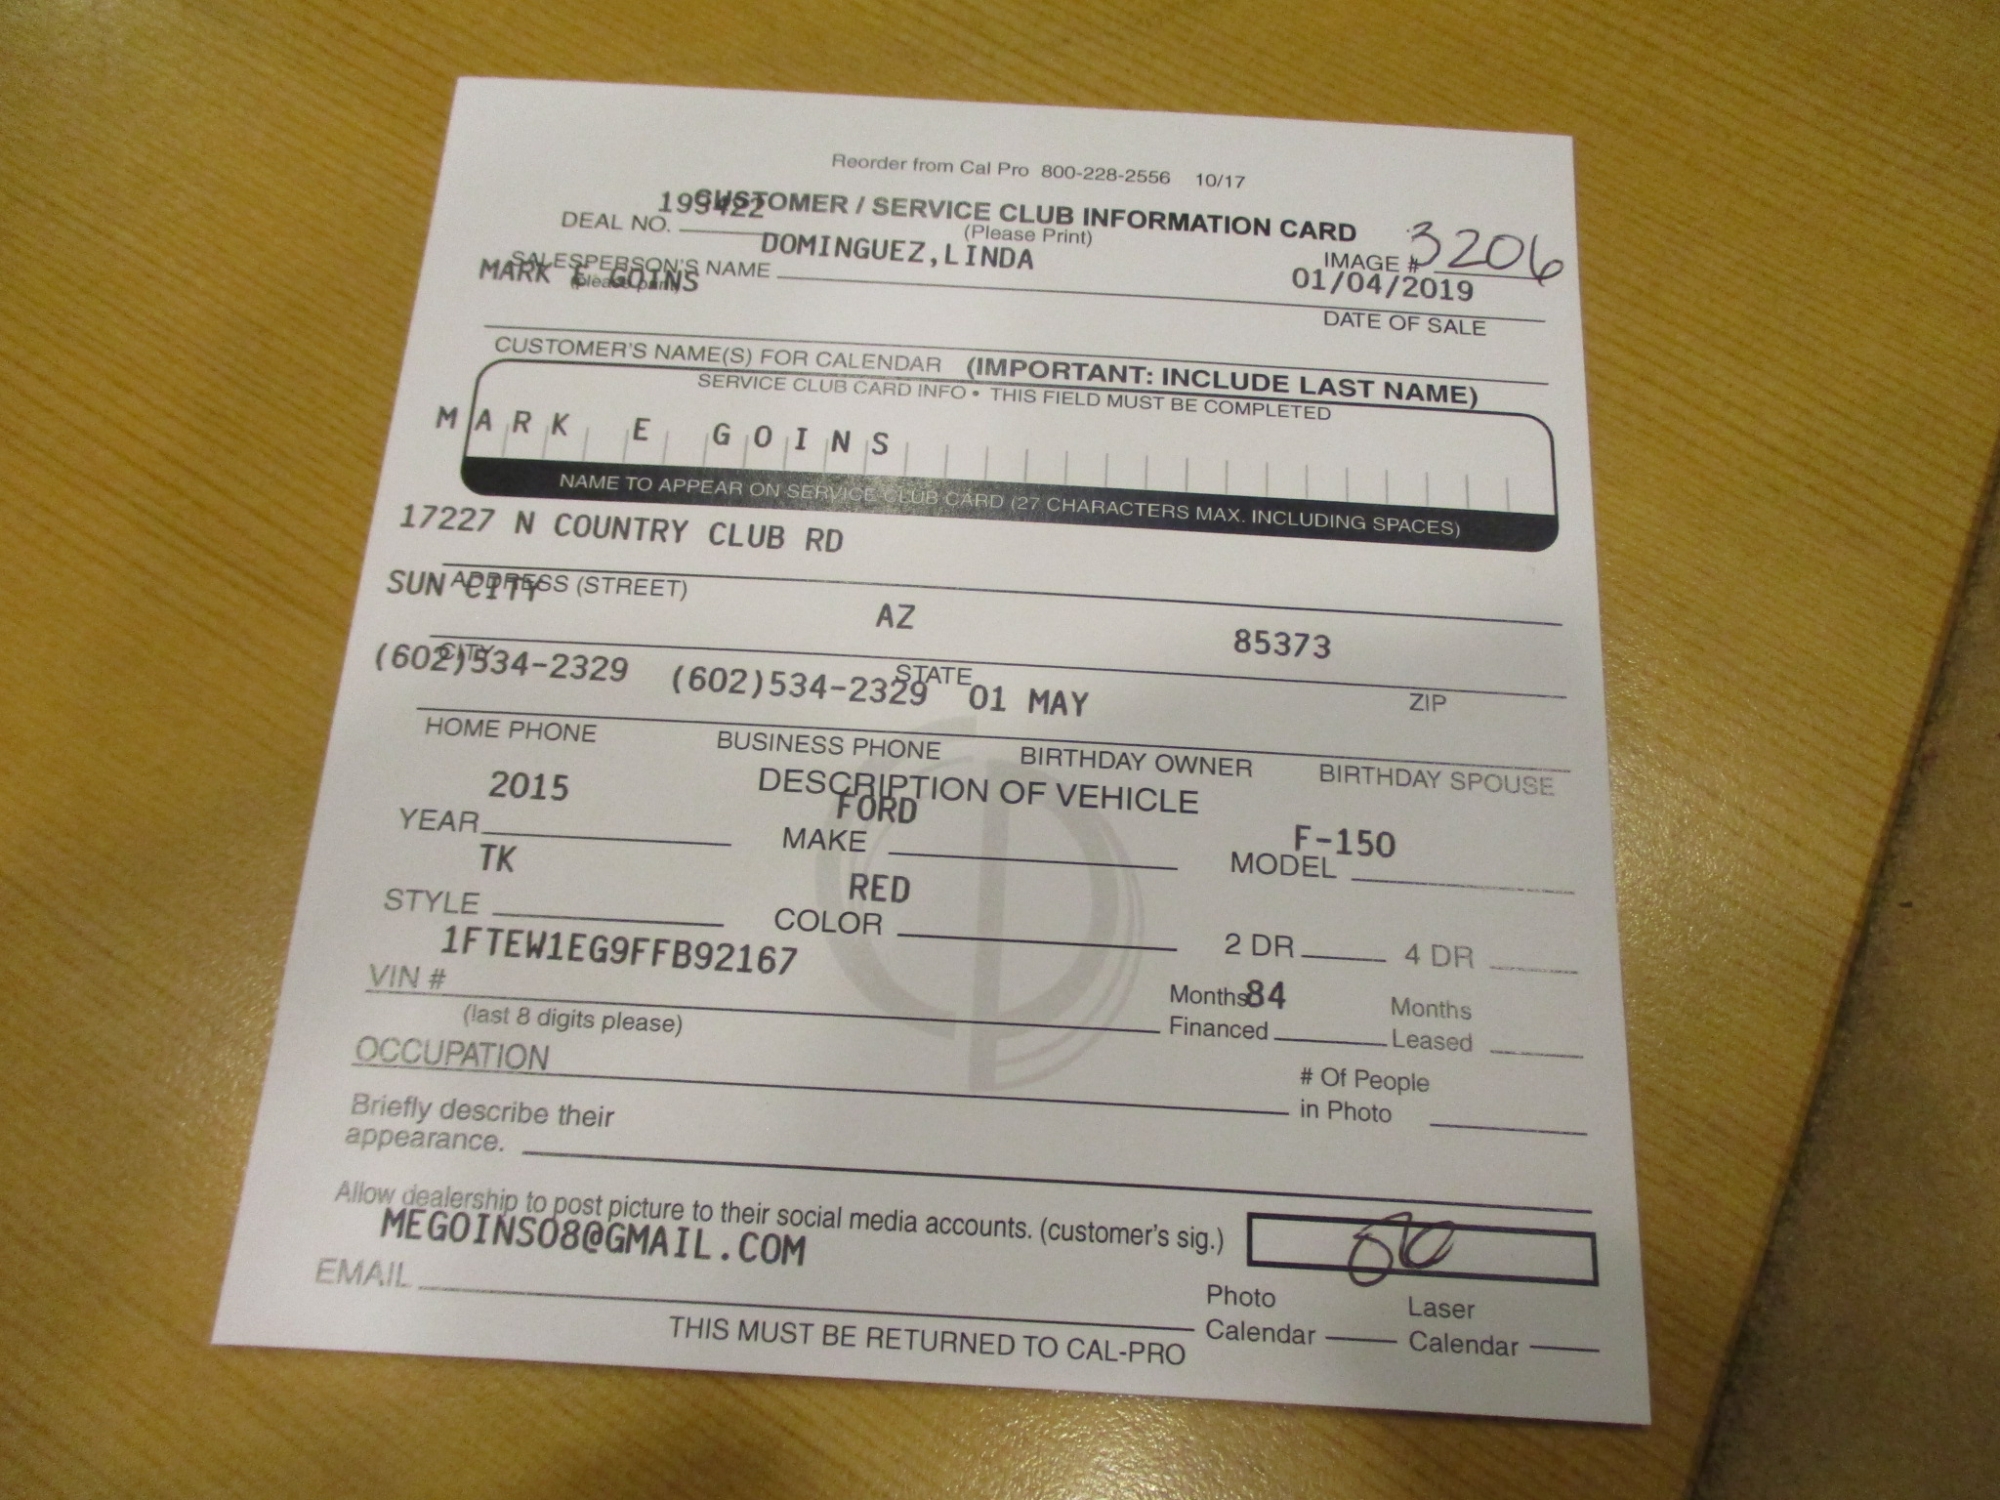 Reorder from Cal Pro 800-228-2556 10/17
CUSTOMER / SERVICE CLUB INFORMATION CARD
(Please Print)
DEAL NO. 199422
DOMINGUEZ,LINDA
IMAGE # 3206
SALESPERSON'S NAME
(please print)
MARK E GOINS
01/04/2019
DATE OF SALE
CUSTOMER'S NAME(S) FOR CALENDAR (IMPORTANT: INCLUDE LAST NAME)
SERVICE CLUB CARD INFO • THIS FIELD MUST BE COMPLETED
MARK E GOINS
NAME TO APPEAR ON SERVICE CLUB CARD (27 CHARACTERS MAX. INCLUDING SPACES)
17227 N COUNTRY CLUB RD
ADDRESS (STREET)
SUN CITY AZ 85373
CITY STATE ZIP
(602)534-2329 (602)534-2329 01 MAY
HOME PHONE BUSINESS PHONE BIRTHDAY OWNER BIRTHDAY SPOUSE
DESCRIPTION OF VEHICLE
2015 FORD F-150
YEAR MAKE MODEL
TK RED
STYLE COLOR 2 DR 4 DR
1FTEW1EG9FFB92167
VIN #
(last 8 digits please)
Months 84 Months
Financed Leased
OCCUPATION
# Of People
in Photo
Briefly describe their
appearance.
Allow dealership to post picture to their social media accounts. (customer's sig.)
MEGOINS08@GMAIL.COM
EMAIL
Photo Laser
Calendar Calendar
THIS MUST BE RETURNED TO CAL-PRO